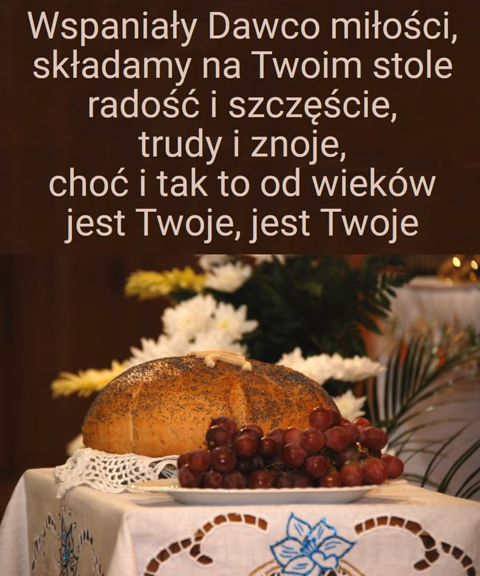 Wspaniały Dawco miłości,
składamy na Twoim stole
radość i szczęście,
trudy i znoje,
choć i tak to od wieków
jest Twoje, jest Twoje